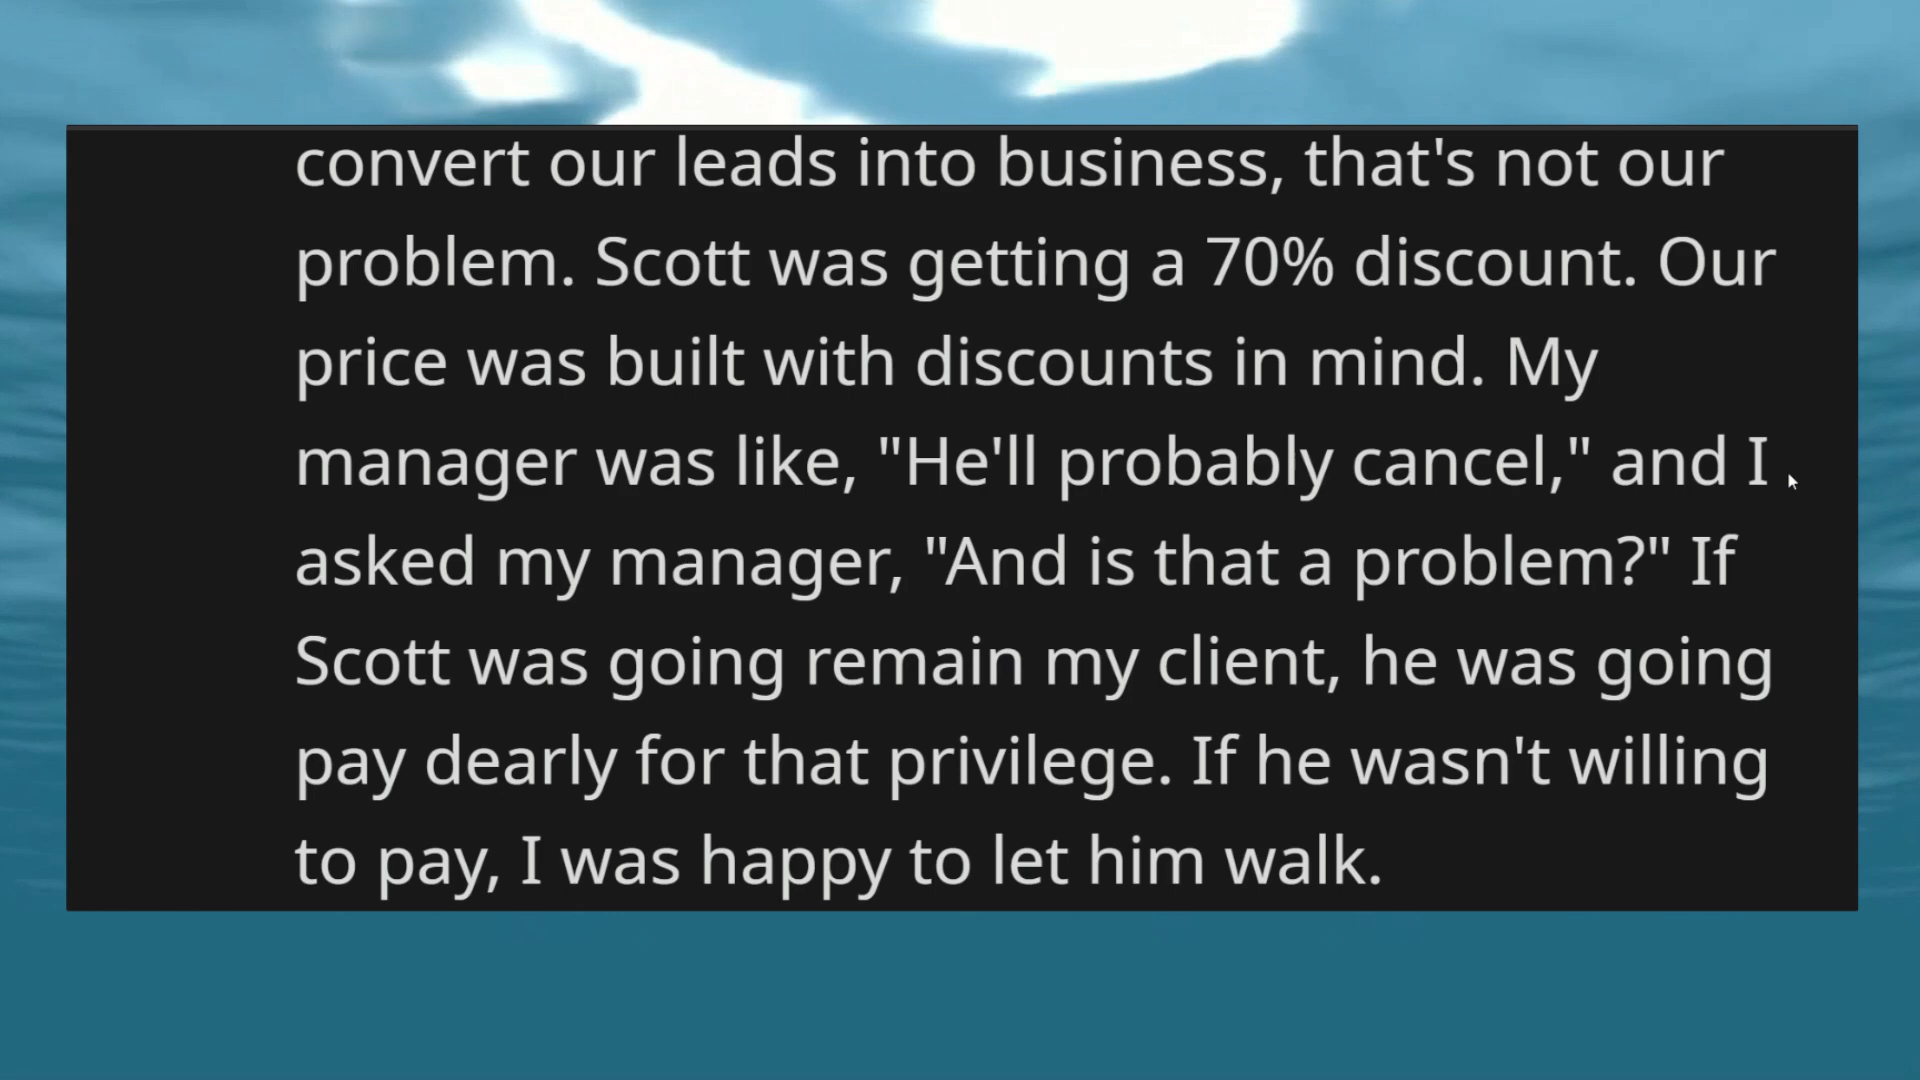 convert our leads into business, that's not our
problem. Scott was getting a 70% discount. Our
price was built with discounts in mind. My
manager was like, "He'll probably cancel," and I
asked my manager, "And is that a problem?" If
Scott was going remain my client, he was going
pay dearly for that privilege. If he wasn't willing
to pay, I was happy to let him walk.